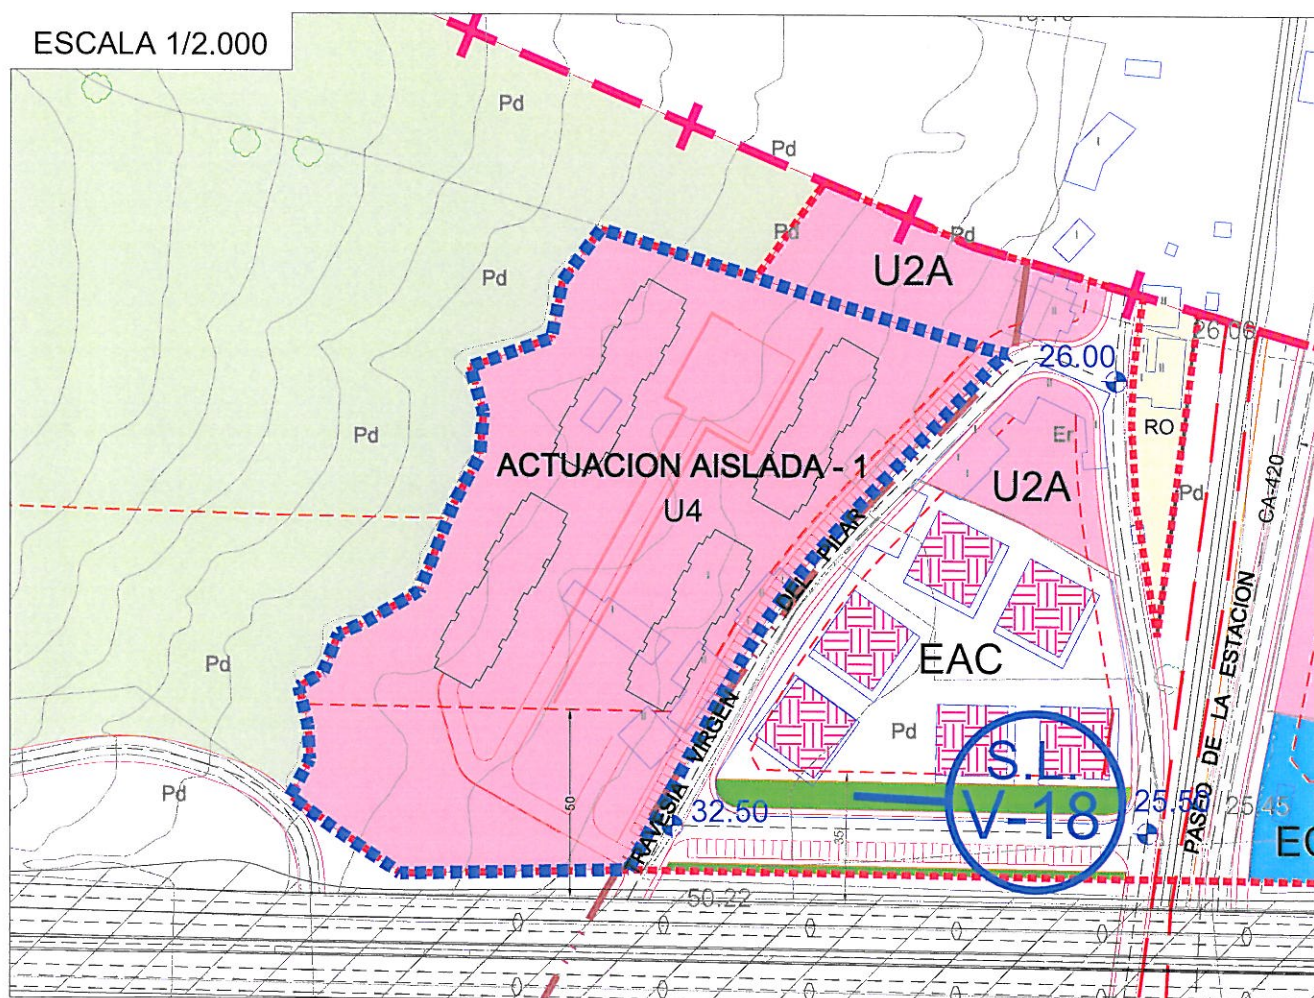 ESCALA 1/2.000
Pd
Pd
Pd
Pd
U2A
Pd
26.06
26.00
RO
Pd
Er
ACTUACION AISLADA - 1
U4
U2A
Pd
CA-420
TRAVESIA VIRGEN DEL PILAR
EAC
Pd
Pd
PASEO DE LA ESTACION
S.L.
V-18
Pd
50
32.50
35
25.45
50.22